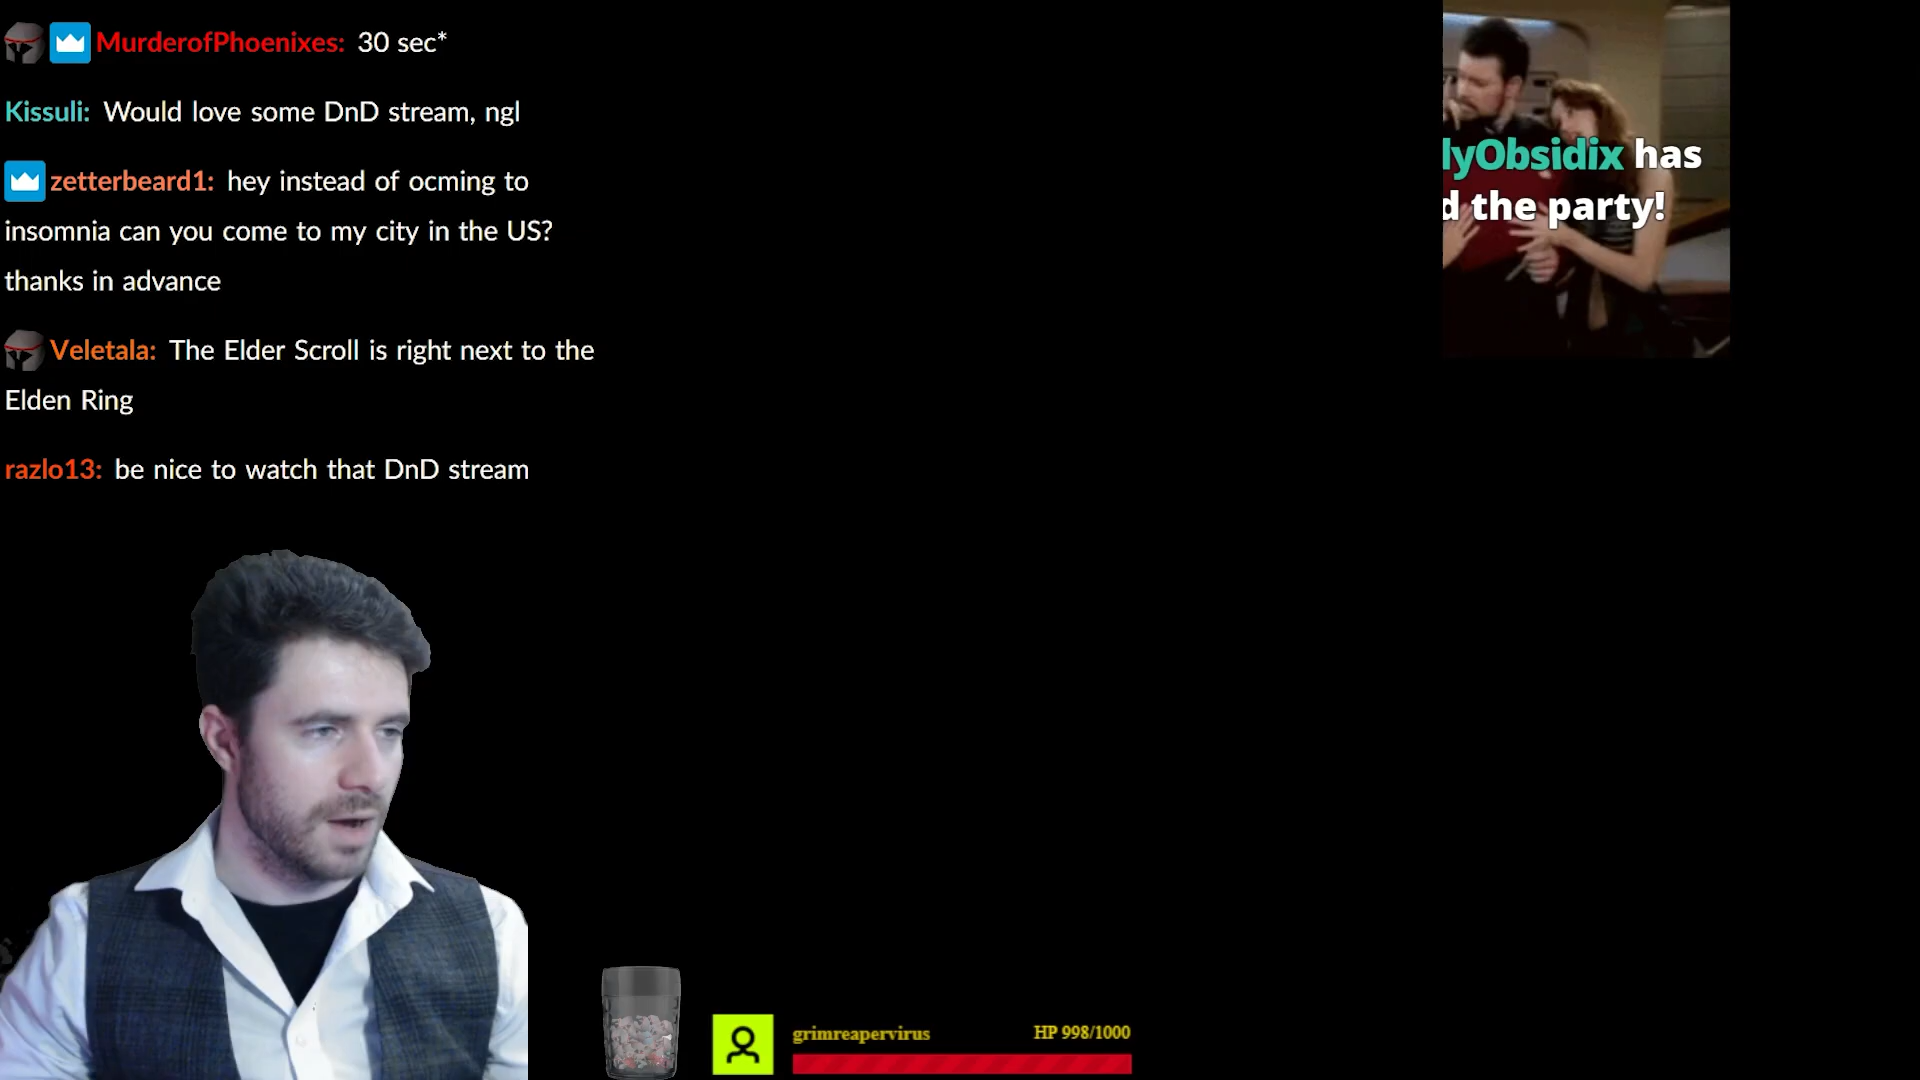 MurderofPhoenixes: 30 sec*
Kissuli: Would love some DnD stream, ngl
zetterbeard1: hey instead of ocming to
insomnia can you come to my city in the US?
thanks in advance
Veletala: The Elder Scroll is right next to the
Elden Ring
razlo13: be nice to watch that DnD stream
lyObsidix has
d the party!
grimreapervirus HP 998/1000